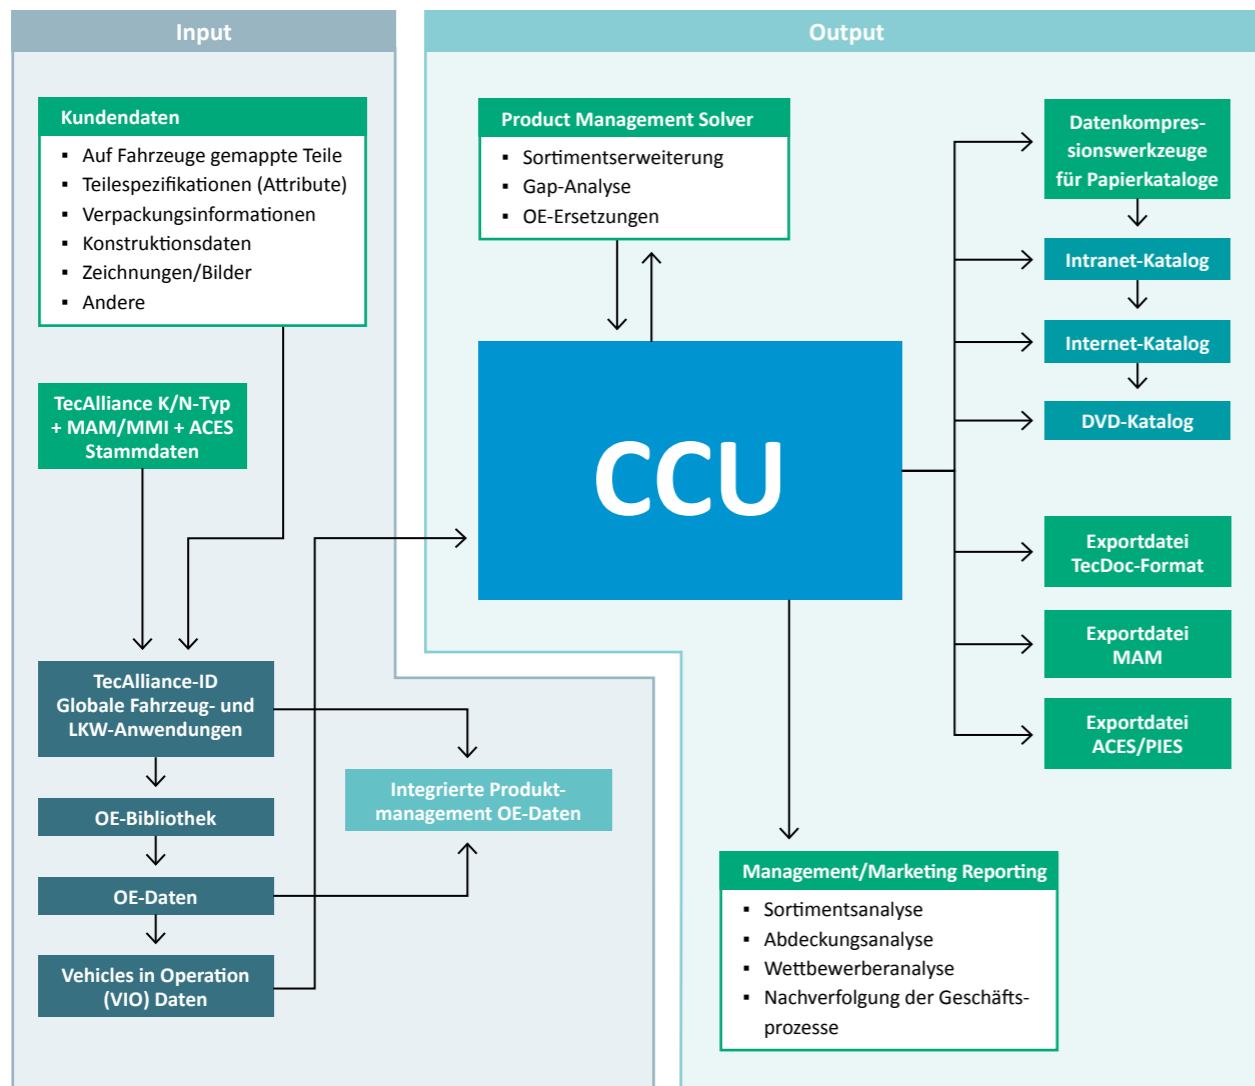 Input
Kundendaten
▪ Auf Fahrzeuge gemappte Teile
▪ Teilespezifikationen (Attribute)
▪ Verpackungsinformationen
▪ Konstruktionsdaten
▪ Zeichnungen/Bilder
▪ Andere
TecAlliance K/N-Typ
+ MAM/MMI + ACES
Stammdaten
TecAlliance-ID
Globale Fahrzeug- und
LKW-Anwendungen
OE-Bibliothek
OE-Daten
Vehicles in Operation
(VIO) Daten
Integrierte Produkt-
management OE-Daten
Output
Product Management Solver
▪ Sortimentserweiterung
▪ Gap-Analyse
▪ OE-Ersetzungen
CCU
Datenkompres-
sionswerkzeuge
für Papierkataloge
Intranet-Katalog
Internet-Katalog
DVD-Katalog
Exportdatei
TecDoc-Format
Exportdatei
MAM
Exportdatei
ACES/PIES
Management/Marketing Reporting
▪ Sortimentsanalyse
▪ Abdeckungsanalyse
▪ Wettbewerberanalyse
▪ Nachverfolgung der Geschäfts-
prozesse